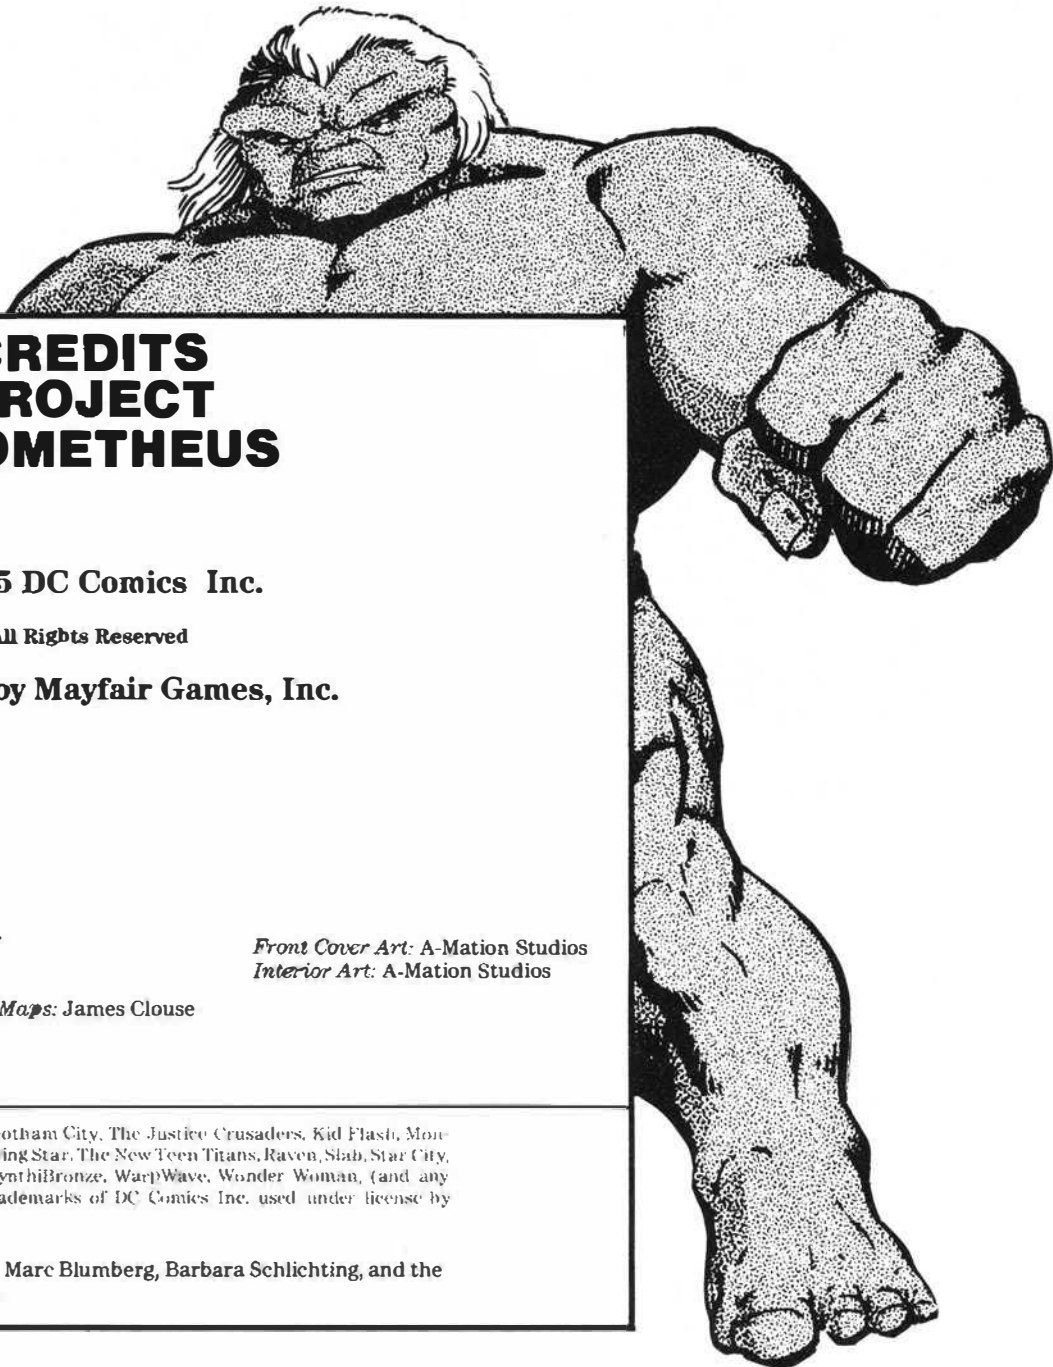 CREDITS
ROJECT
OMETHEUS
5 DC Comics Inc.
All Rights Reserved
by Mayfair Games, Inc.
Front Cover Art: A-Mation Studios
Interior Art: A-Mation Studios
Maps: James Clouse
otham City, The Justice Crusaders, Kid Flash, Mon-
ing Star, The New Teen Titans, Raven, Slab, Star City,
ynthiBronze, WarpWave, Wonder Woman, (and any
ademarks of DC Comics Inc. used under license by
Marc Blumberg, Barbara Schlichting, and the